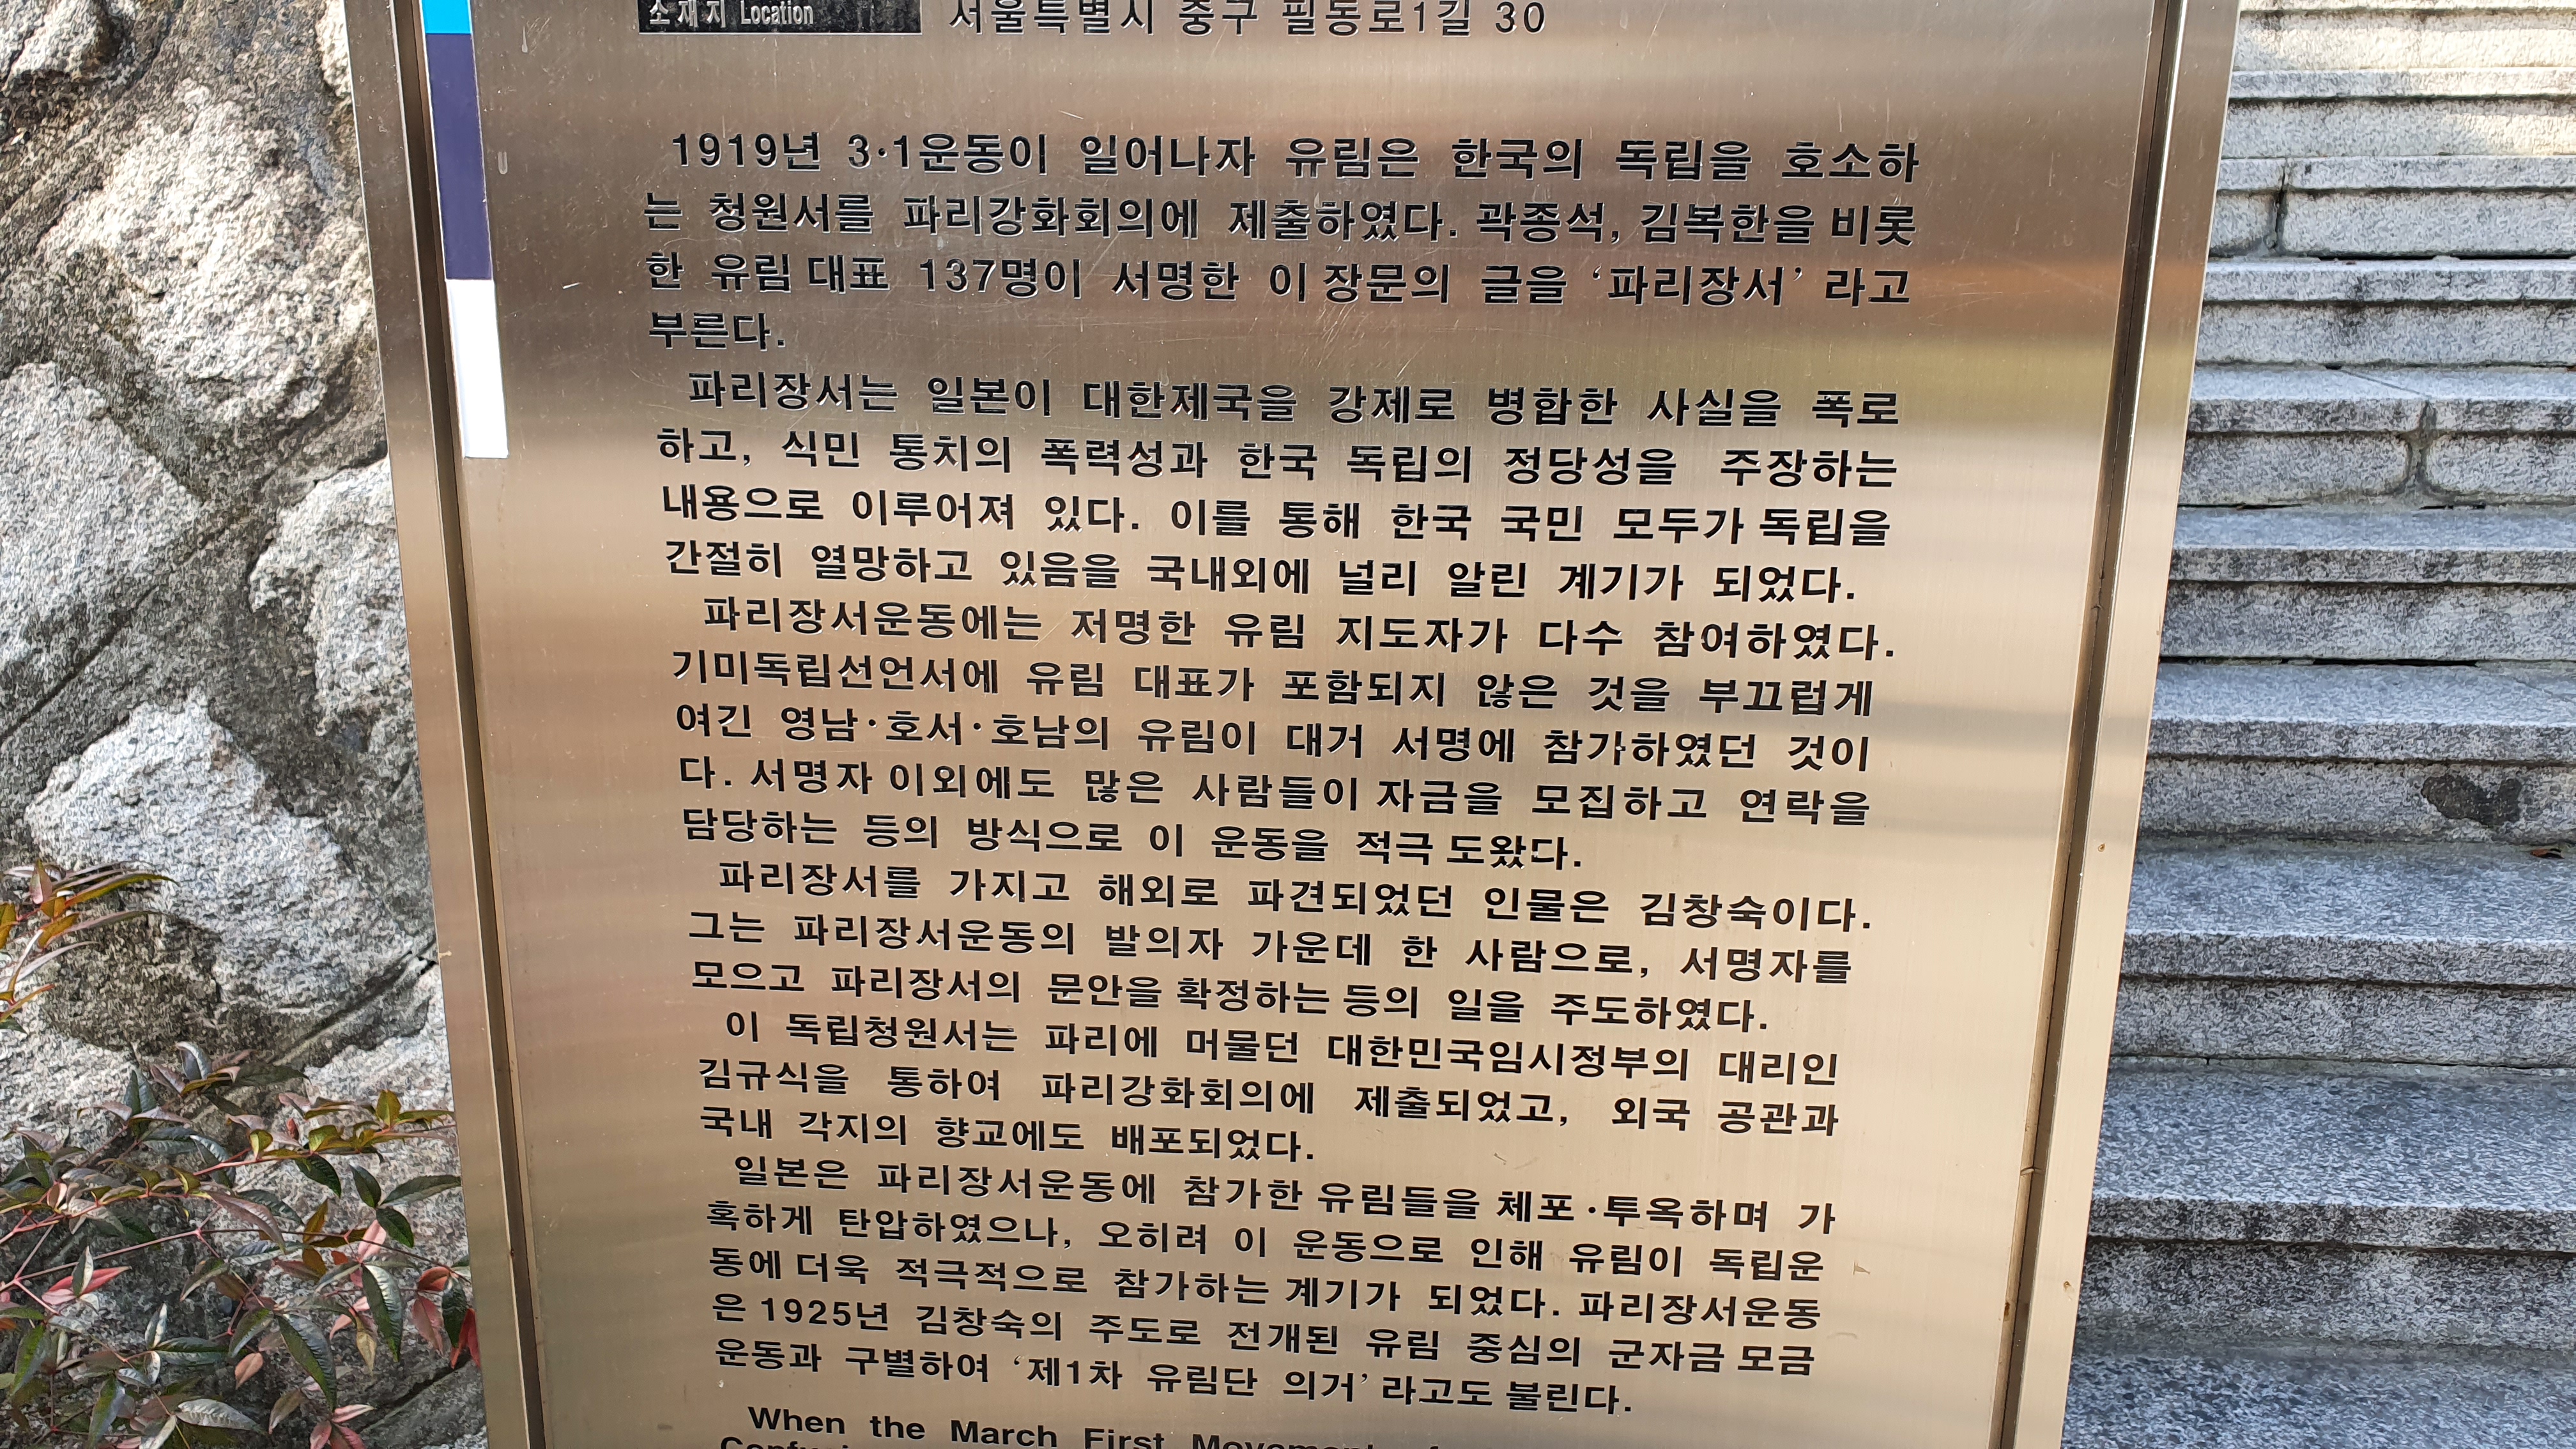 소재지 Location 서울특별시 중구 필동로1길 30
1919년 3·1운동이 일어나자 유림은 한국의 독립을 호소하
는 청원서를 파리강화회의에 제출하였다. 곽종석, 김복한을 비롯
한 유림 대표 137명이 서명한 이 장문의 글을 ‘파리장서’ 라고
부른다.
파리장서는 일본이 대한제국을 강제로 병합한 사실을 폭로
하고, 식민 통치의 폭력성과 한국 독립의 정당성을 주장하는
내용으로 이루어져 있다. 이를 통해 한국 국민 모두가 독립을
간절히 열망하고 있음을 국내외에 널리 알린 계기가 되었다.
파리장서운동에는 저명한 유림 지도자가 다수 참여하였다.
기미독립선언서에 유림 대표가 포함되지 않은 것을 부끄럽게
여긴 영남·호서·호남의 유림이 대거 서명에 참가하였던 것이
다. 서명자 이외에도 많은 사람들이 자금을 모집하고 연락을
담당하는 등의 방식으로 이 운동을 적극 도왔다.
파리장서를 가지고 해외로 파견되었던 인물은 김창숙이다.
그는 파리장서운동의 발의자 가운데 한 사람으로, 서명자를
모으고 파리장서의 문안을 확정하는 등의 일을 주도하였다.
이 독립청원서는 파리에 머물던 대한민국임시정부의 대리인
김규식을 통하여 파리강화회의에 제출되었고, 외국 공관과
국내 각지의 향교에도 배포되었다.
일본은 파리장서운동에 참가한 유림들을 체포·투옥하며 가
혹하게 탄압하였으나, 오히려 이 운동으로 인해 유림이 독립운
동에 더욱 적극적으로 참가하는 계기가 되었다. 파리장서운동
은 1925년 김창숙의 주도로 전개된 유림 중심의 군자금 모금
운동과 구별하여 ‘제1차 유림단 의거’ 라고도 불린다.
When the March First Movement